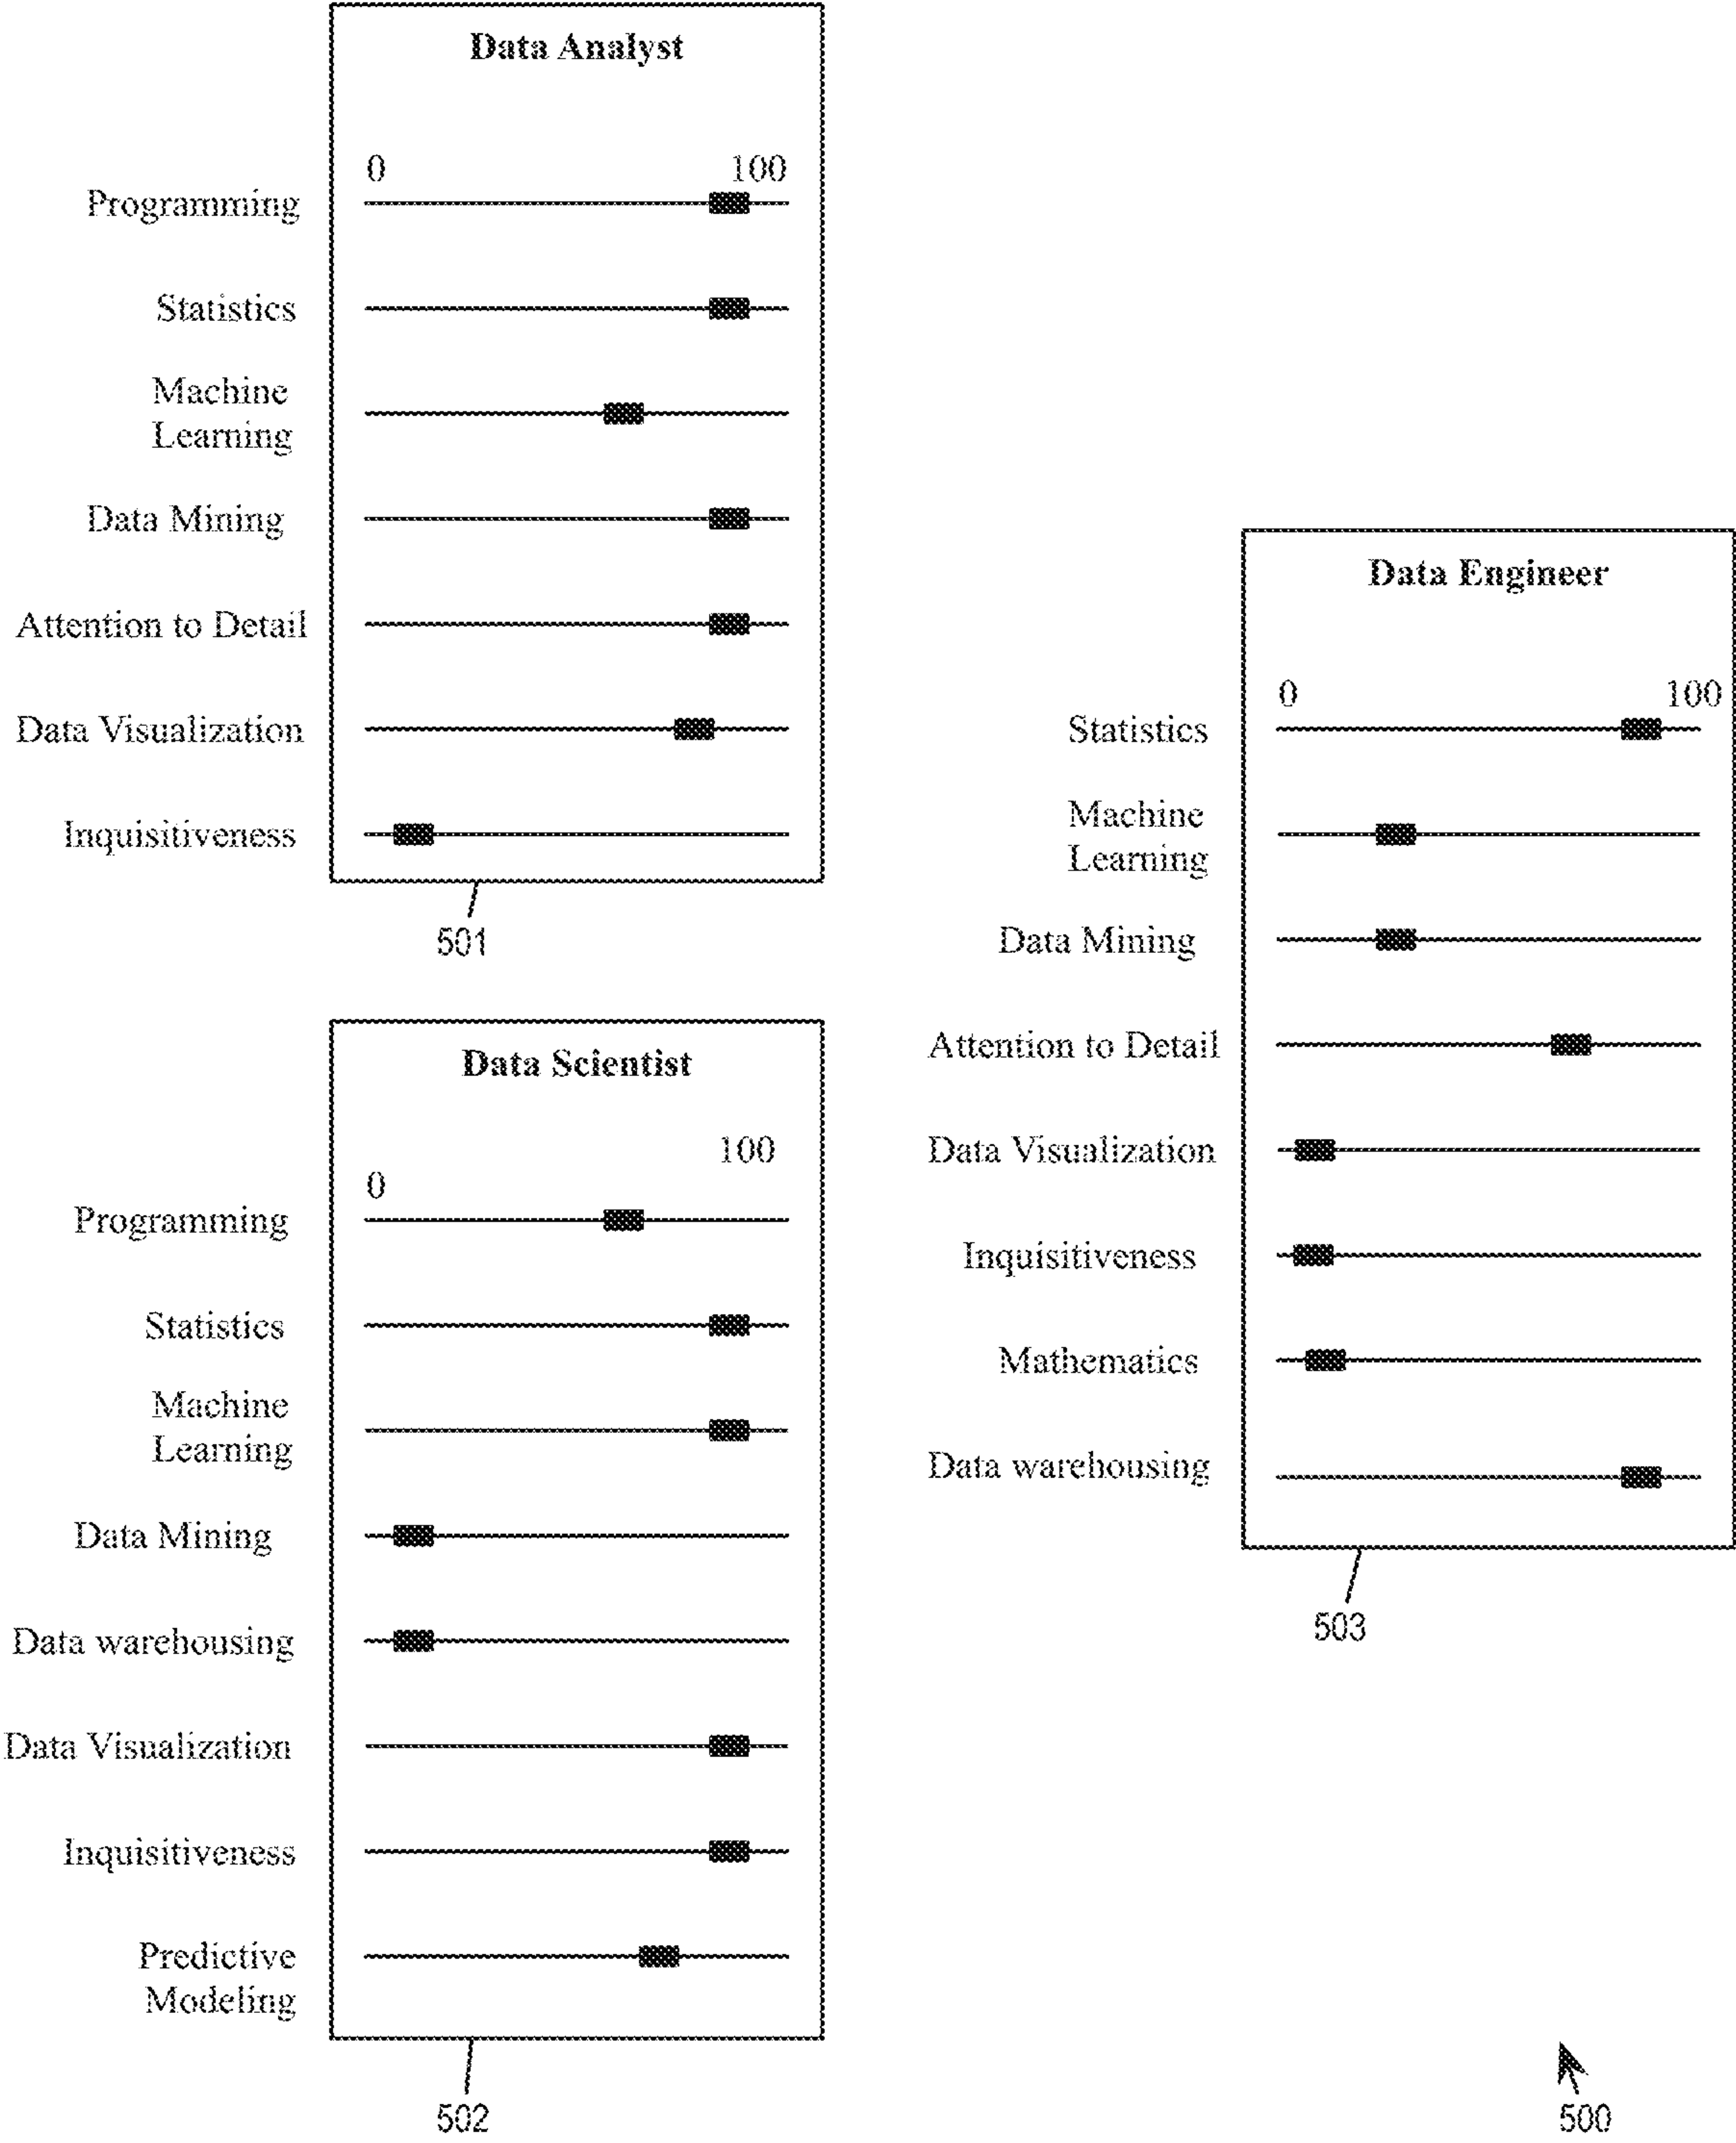 Data Analyst
0 100
Programming
Statistics
Machine
Learning
Data Mining
Attention to Detail
Data Visualization
Inquisitiveness
501
Data Scientist
100
0
Programming
Statistics
Machine
Learning
Data Mining
Data warehousing
Data Visualization
Inquisitiveness
Predictive
Modeling
502
Data Engineer
0 100
Statistics
Machine
Learning
Data Mining
Attention to Detail
Data Visualization
Inquisitiveness
Mathematics
Data warehousing
503
500